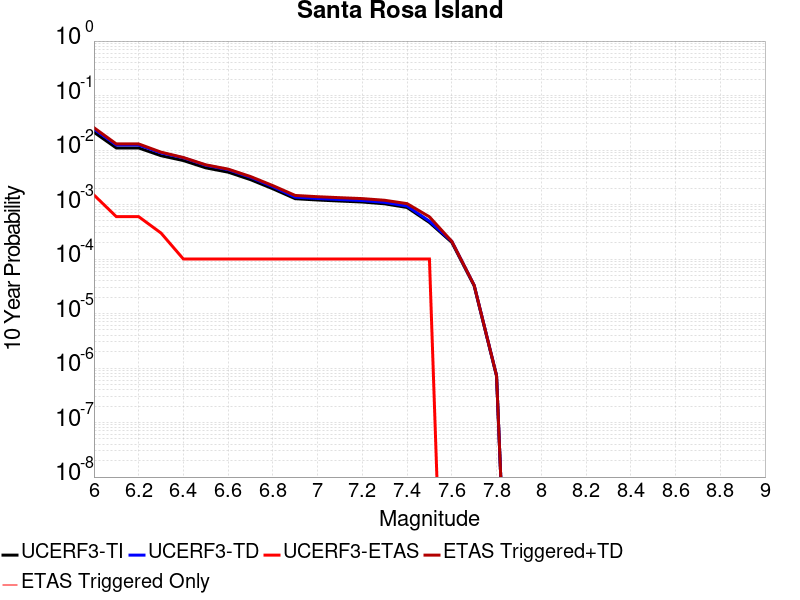 Santa Rosa Island
10^0
10^-1
10^-2
10^-3
10^-4
10^-5
10^-6
10^-7
10^-8
10 Year Probability
6 6.2 6.4 6.6 6.8 7 7.2 7.4 7.6 7.8 8 8.2 8.4 8.6 8.8 9
Magnitude
UCERF3-TI UCERF3-TD UCERF3-ETAS ETAS Triggered+TD
ETAS Triggered Only